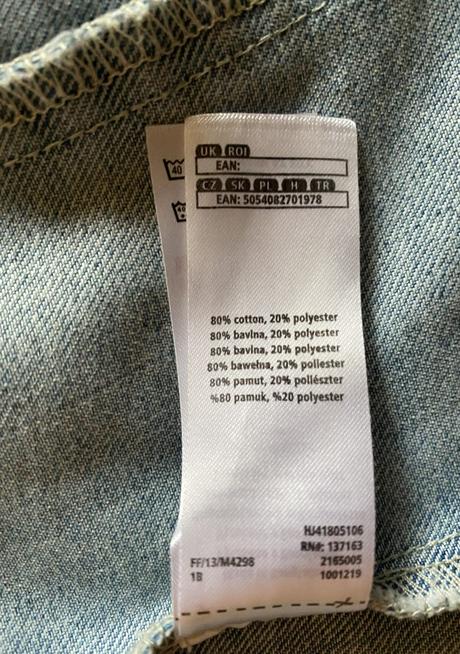 UK ROI
EAN:
CZ SK PL H TR
EAN: 5054082701978
80% cotton, 20% polyester
80% bavlna, 20% polyester
80% bavlna, 20% polyester
80% bawełna, 20% poliester
80% pamut, 20% poliészter
%80 pamuk, %20 polyester
HJ41805106
RN#: 137163
FF/13/M4298 2165005
1B 1001219
40
40